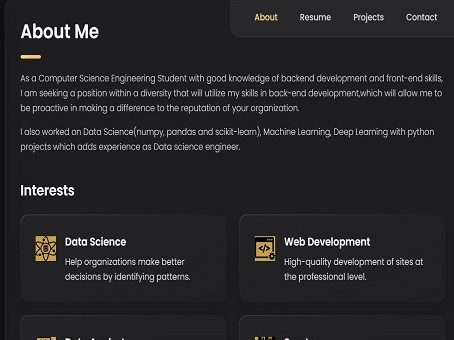 About Resume Projects Contact
About Me
As a Computer Science Engineering Student with good knowledge of backend development and front-end skills,
I am seeking a position within a diversity that will utilize my skills in back-end development,which will allow me to
be proactive in making a difference to the reputation of your organization.
I also worked on Data Science(numpy, pandas and scikit-learn), Machine Learning, Deep Learning with python
projects which adds experience as Data science engineer.
Interests
Data Science
Help organizations make better
decisions by identifying patterns.
Web Development
High-quality development of sites at
the professional level.